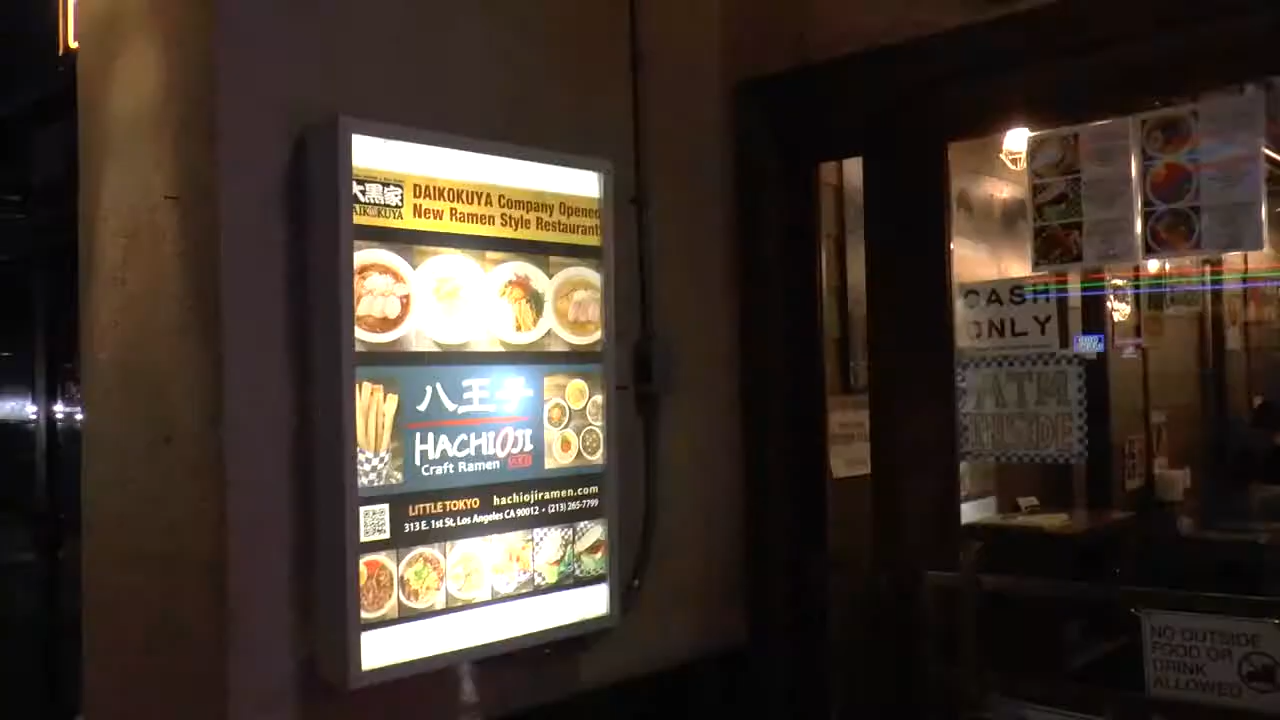 大黒家
DAIKOKUYA
DAIKOKUYA Company Opened
New Ramen Style Restaurant
八王子
HACHIOJI
Craft Ramen
LITTLE TOKYO hachiojiramen.com
313 E. 1st St, Los Angeles CA 90012 • (213) 265-7799
CASH
ONLY
ATM
INSIDE
NO OUTSIDE
FOOD OR
DRINK
ALLOWED